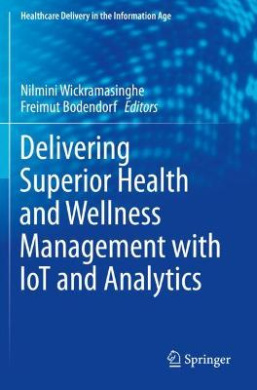 Healthcare Delivery in the Information Age
Nilmini Wickramasinghe
Freimut Bodendorf Editors
Delivering
Superior Health
and Wellness
Management with
IoT and Analytics
Springer